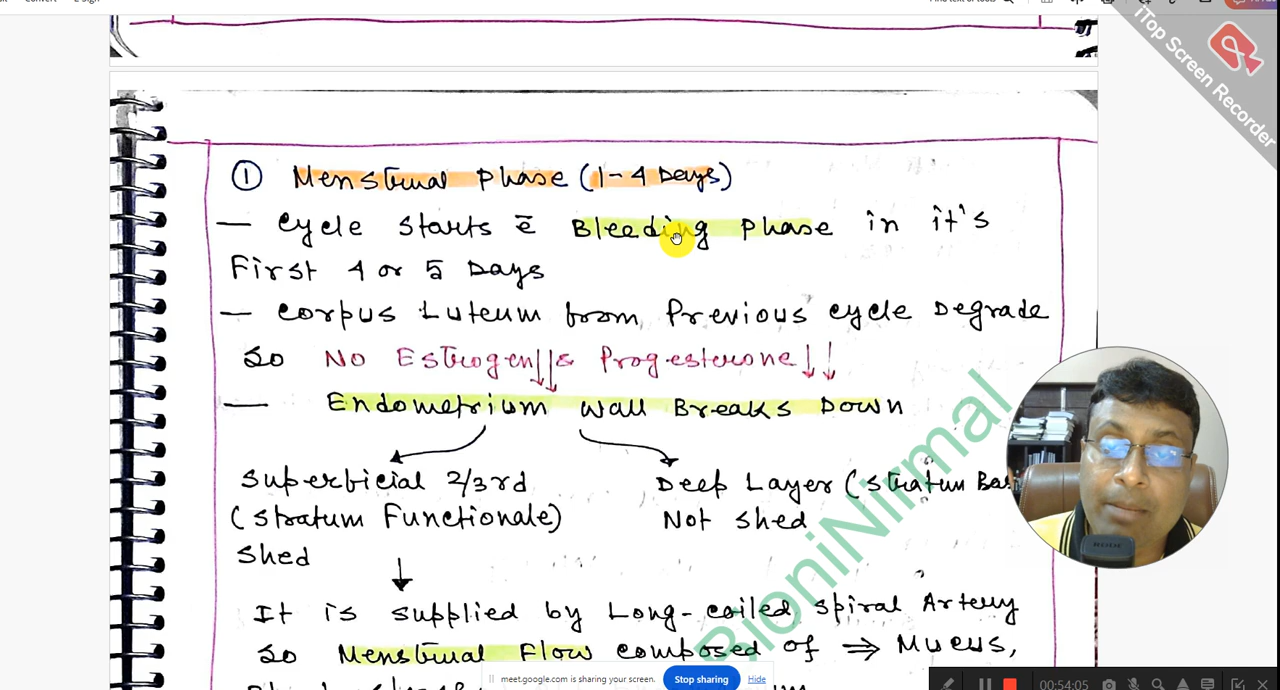 iTop Screen Recorder
① Menstrual Phase (1-4 Days)
— Cycle Starts c̄ Bleeding Phase in it's
First 4 or 5 Days
— Corpus Luteum from Previous cycle Degrade
So No Estrogen↓↓& Progesterone↓↓
— Endometrium wall Breaks Down
Superficial 2/3rd
(Stratum Functionale)
Shed
Deep Layer (Stratum
Not Shed
↓
It is supplied by Long-coiled spiral Artery
So Menstrual Flow composed of ⇒ Mucus,
BioniNirmal
meet.google.com is sharing your screen. Stop sharing Hide
00:54:05